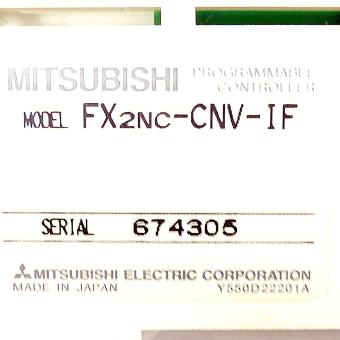 MITSUBISHI PROGRAMMABLE CONTROLLER
MODEL FX2NC-CNV-IF
SERIAL 674305
MITSUBISHI ELECTRIC CORPORATION
MADE IN JAPAN Y550D22201A